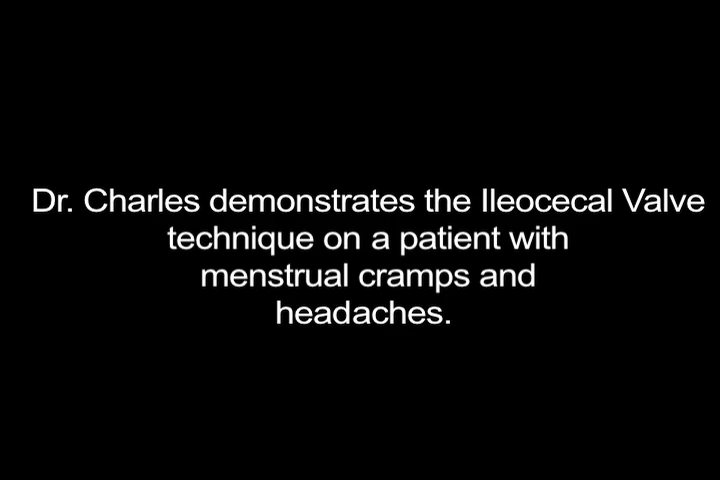 Dr. Charles demonstrates the Ileocecal Valve
technique on a patient with
menstrual cramps and
headaches.